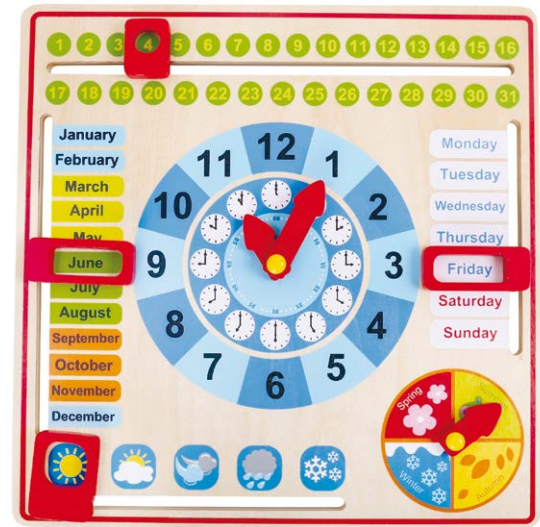 1 2 3 4 5 6 7 8 9 10 11 12 13 14 15 16
17 18 19 20 21 22 23 24 25 26 27 28 29 30 31
January
February
March
April
May
June
July
August
September
October
November
December
12
1
2
3
4
5
6
7
8
9
10
11
Monday
Tuesday
Wednesday
Thursday
Friday
Saturday
Sunday
Spring
Winter
Autumn